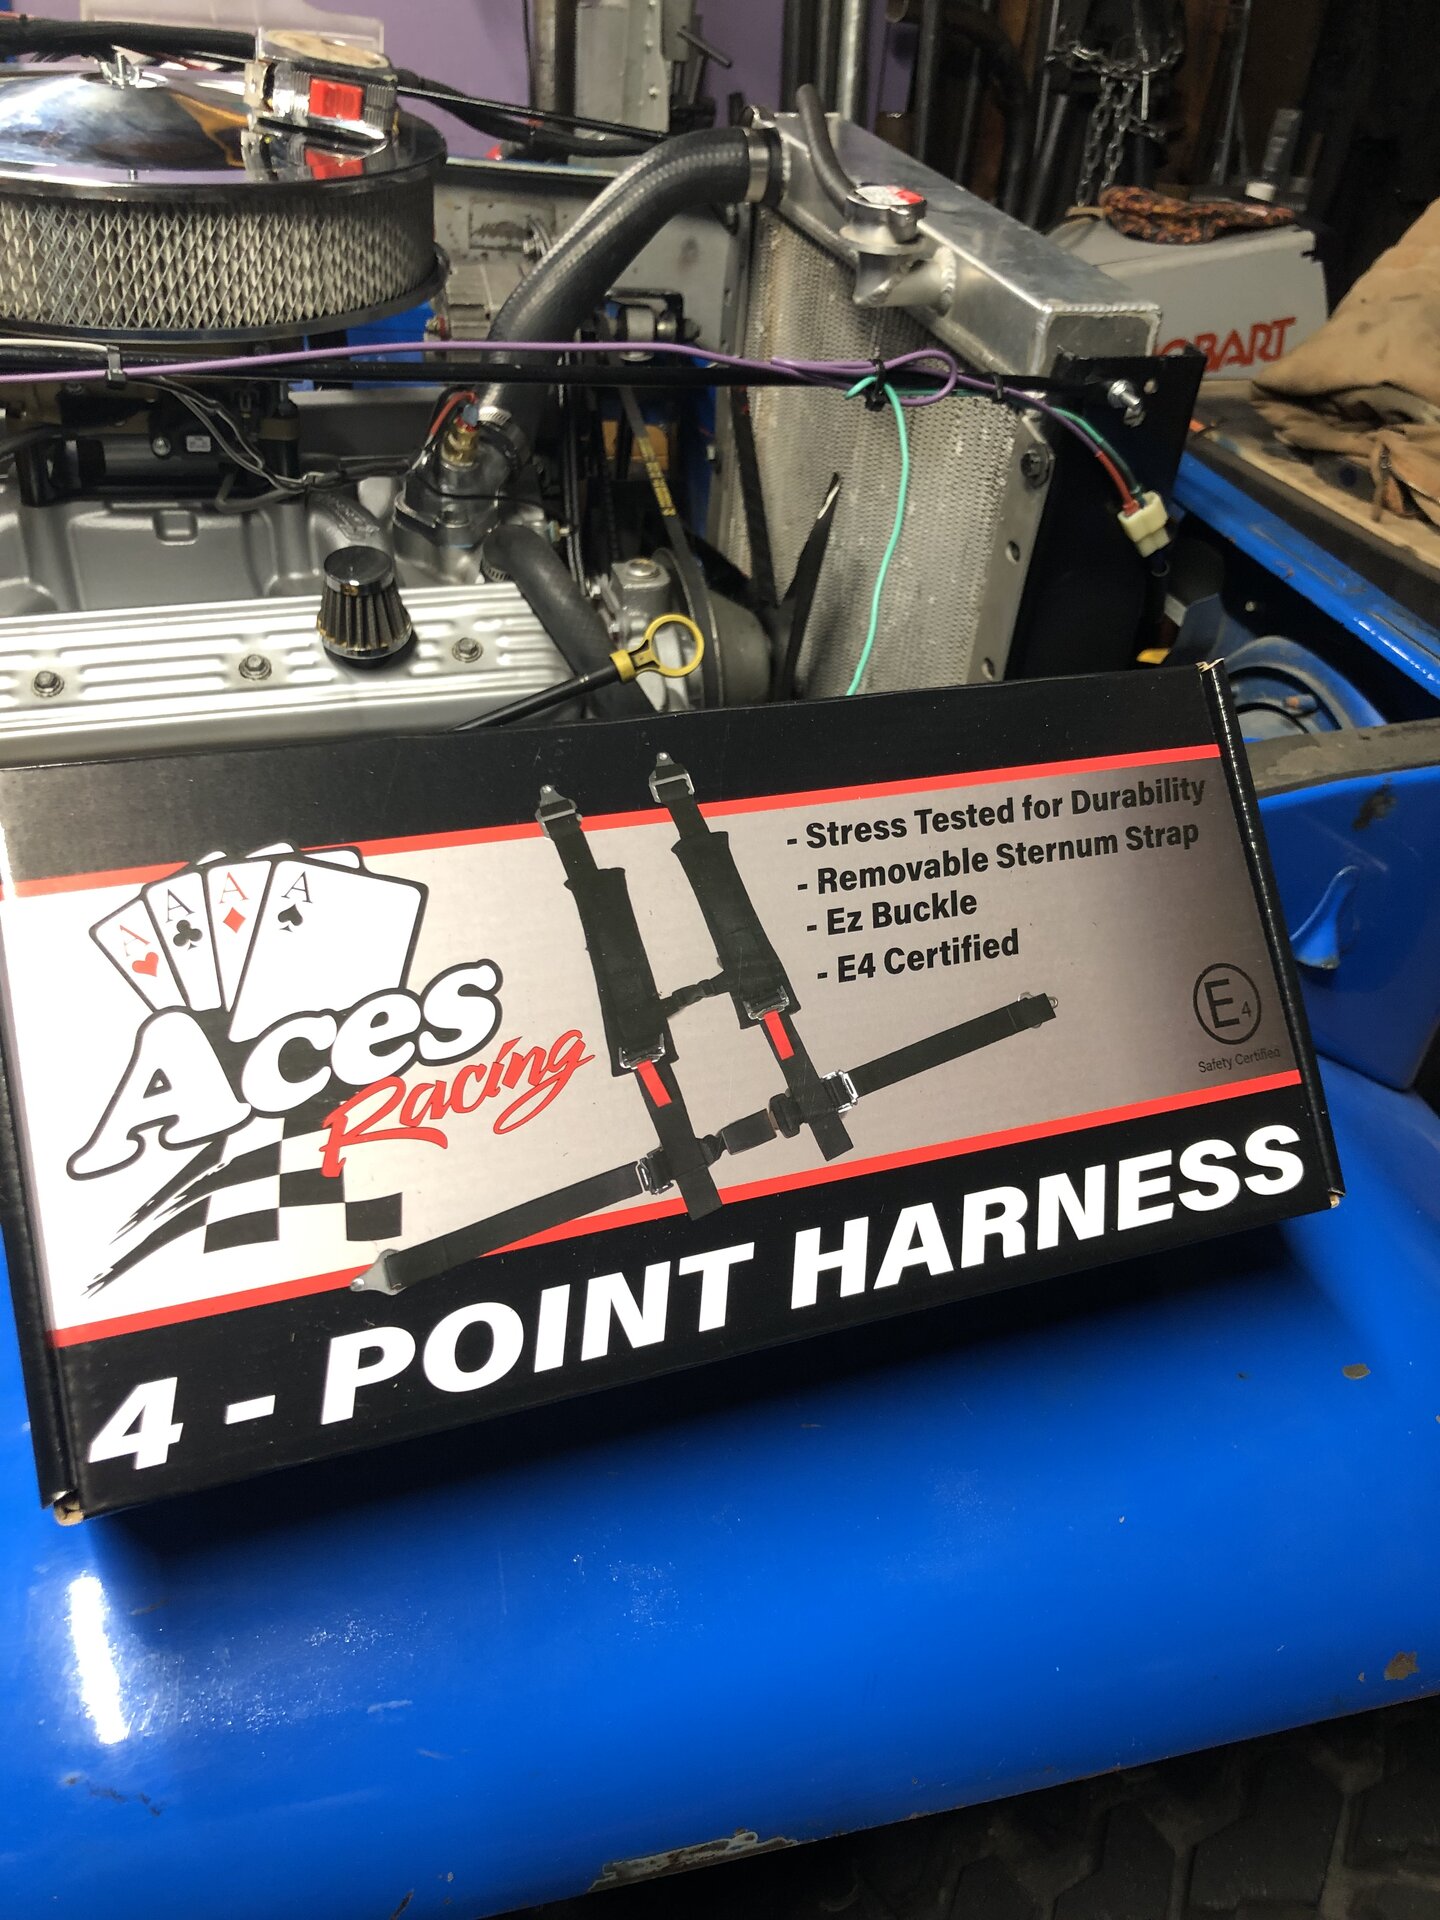 OBART
A
A
A
A
Aces
Racing
- Stress Tested for Durability
- Removable Sternum Strap
- Ez Buckle
- E4 Certified
E4
Safety Certified
4 - POINT HARNESS